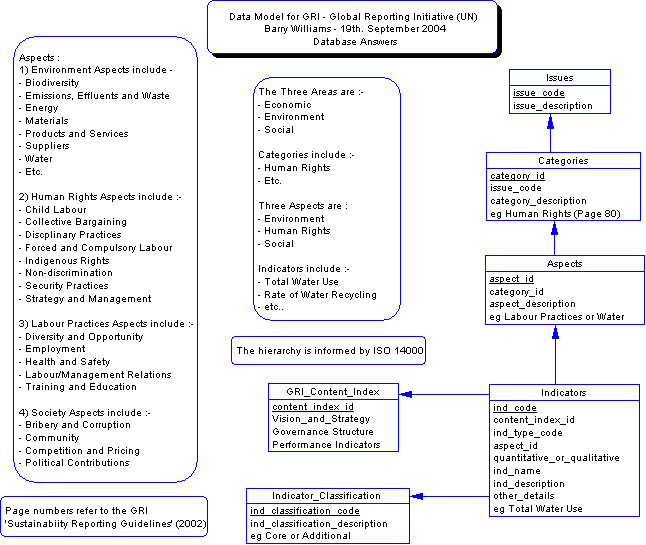 Data Model for GRI - Global Reporting Initiative (UN)
Barry Williams - 19th. September 2004
Database Answers
Aspects :
1) Environment Aspects include -
- Biodiversity
- Emissions, Effluents and Waste
- Energy
- Materials
- Products and Services
- Suppliers
- Water
- Etc.
2) Human Rights Aspects include :-
- Child Labour
- Collective Bargaining
- Discplinary Practices
- Forced and Compulsory Labour
- Indigenous Rights
- Non-discrimination
- Security Practices
- Strategy and Management
3) Labour Practices Aspects include :-
- Diversity and Opportunity
- Employment
- Health and Safety
- Labour/Management Relations
- Training and Education
4) Society Aspects include :-
- Bribery and Corruption
- Community
- Competition and Pricing
- Political Contributions
Page numbers refer to the GRI
'Sustainabiity Reporting Guidelines' (2002)
The Three Areas are :-
- Economic
- Environment
- Social
Categories include :-
- Human Rights
- Etc.
Three Aspects are :
- Environment
- Human Rights
- Social
Indicators include :-
- Total Water Use
- Rate of Water Recycling
- etc..
The hierarchy is informed by ISO 14000
Issues
issue_code
issue_description
Categories
category_id
issue_code
category_description
eg Human Rights (Page 80)
Aspects
aspect_id
category_id
aspect_description
eg Labour Practices or Water
GRI_Content_Index
content_index_id
Vision_and_Strategy
Governance Structure
Performance Indicators
Indicators
ind_code
content_index_id
ind_type_code
aspect_id
quantitative_or_qualitative
ind_name
ind_description
other_details
eg Total Water Use
Indicator_Classification
ind_classification_code
ind_classification_description
eg Core or Additional